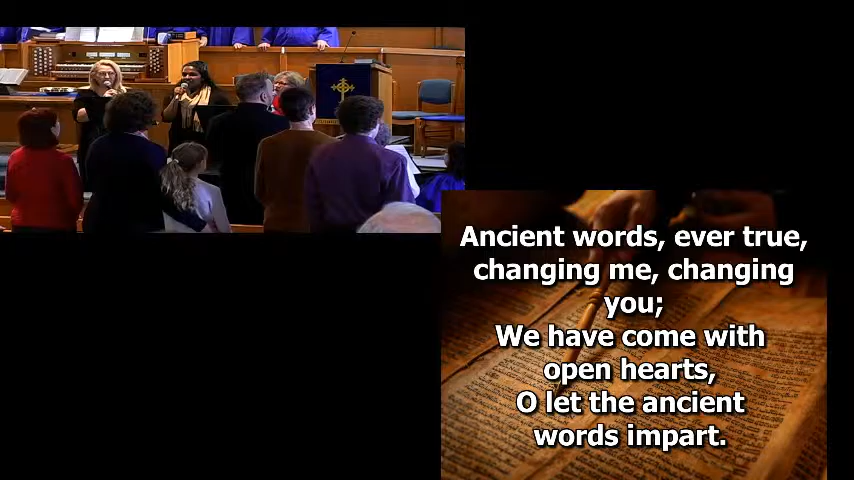 Ancient words, ever true,
changing me, changing
you;
We have come with
open hearts,
O let the ancient
words impart.